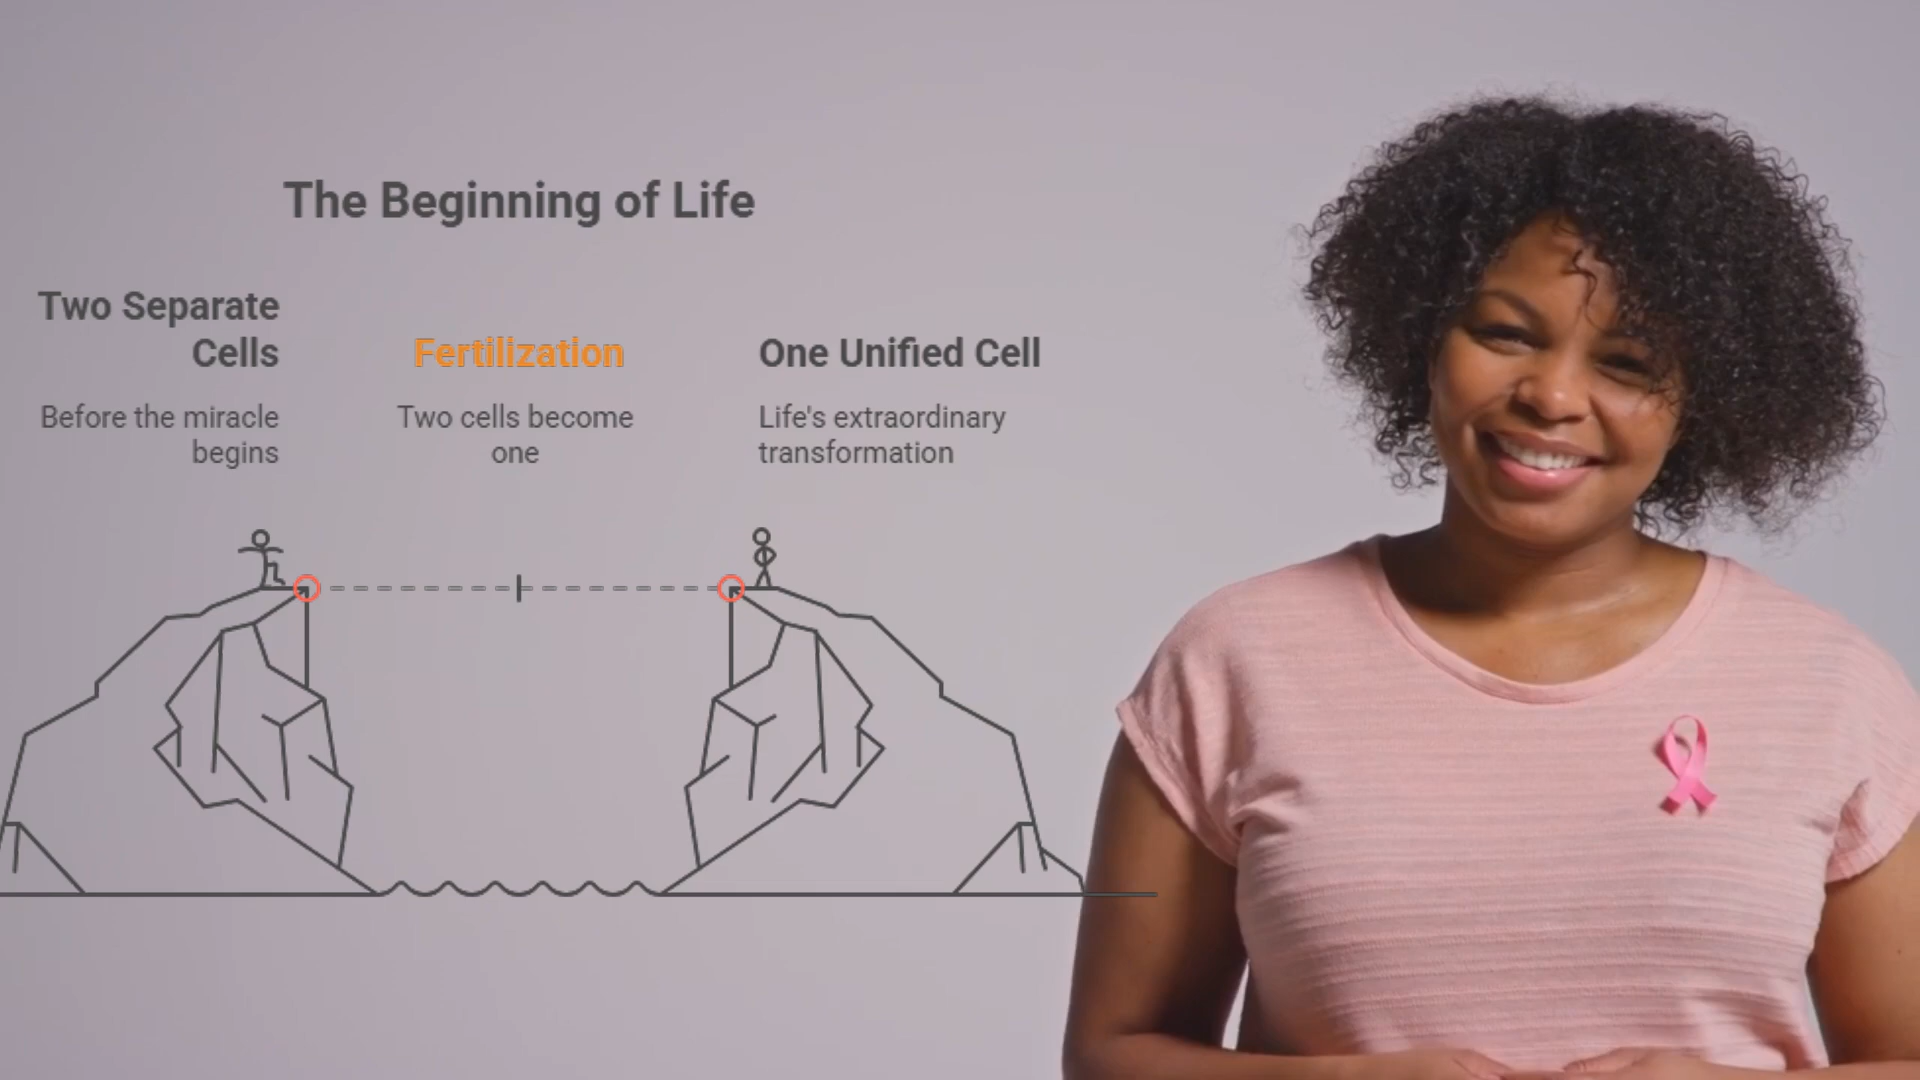 The Beginning of Life
Two Separate
Cells
Before the miracle
begins
Fertilization
Two cells become
one
One Unified Cell
Life's extraordinary
transformation